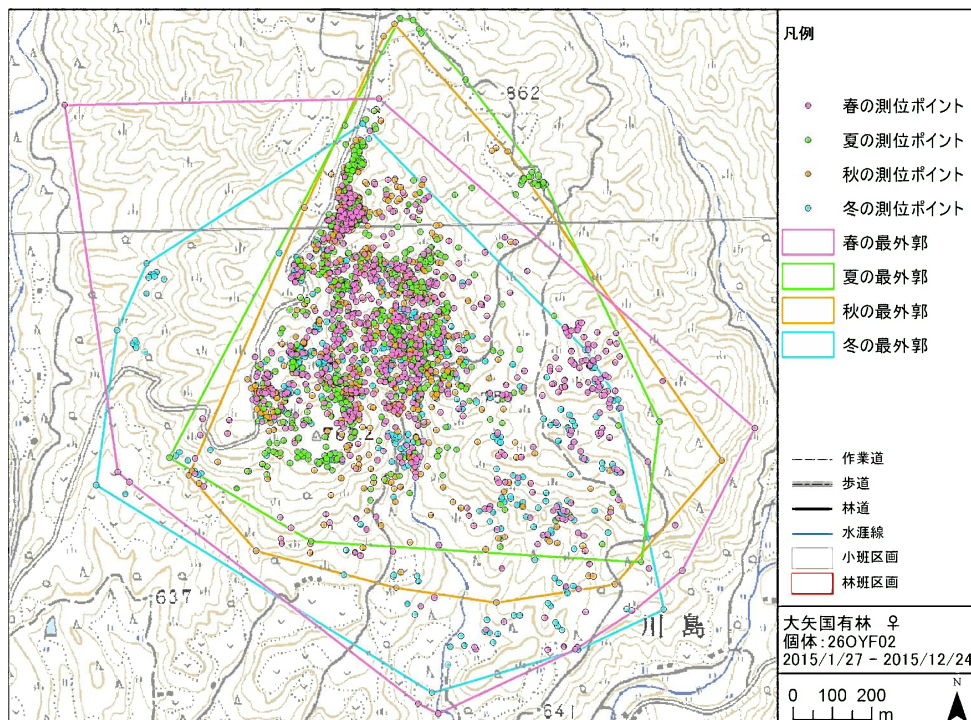 862
637
川島
641
凡例
春の測位ポイント
夏の測位ポイント
秋の測位ポイント
冬の測位ポイント
春の最外郭
夏の最外郭
秋の最外郭
冬の最外郭
作業道
歩道
林道
水涯線
小班区画
林班区画
大矢国有林 ♀
個体:26OYF02
2015/1/27 - 2015/12/24
N
0 100 200
m